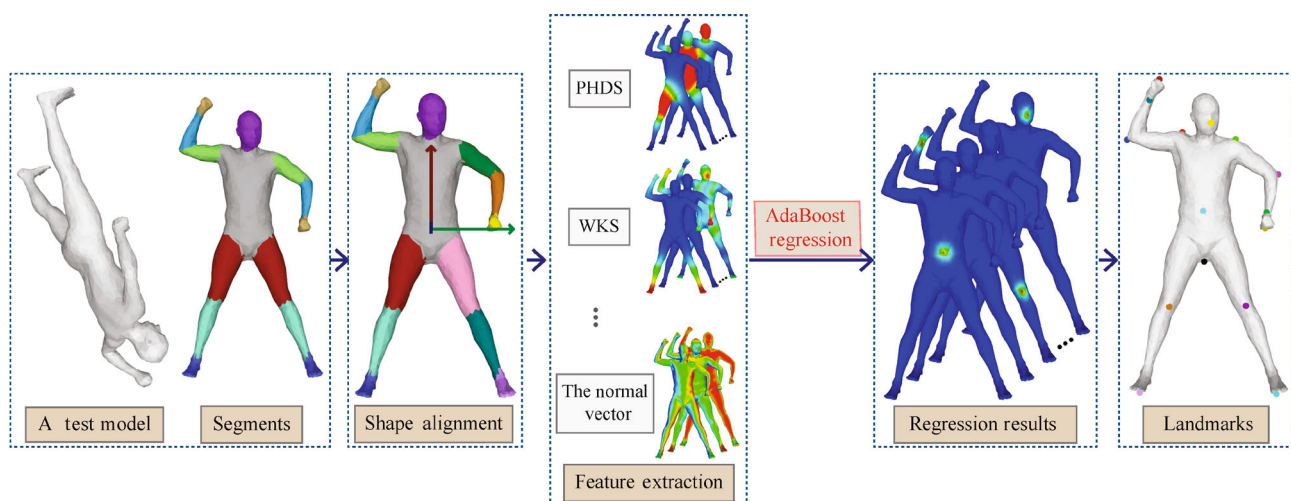 A test model
Segments
Shape alignment
PHDS
WKS
The normal
vector
Feature extraction
AdaBoost
regression
Regression results
Landmarks